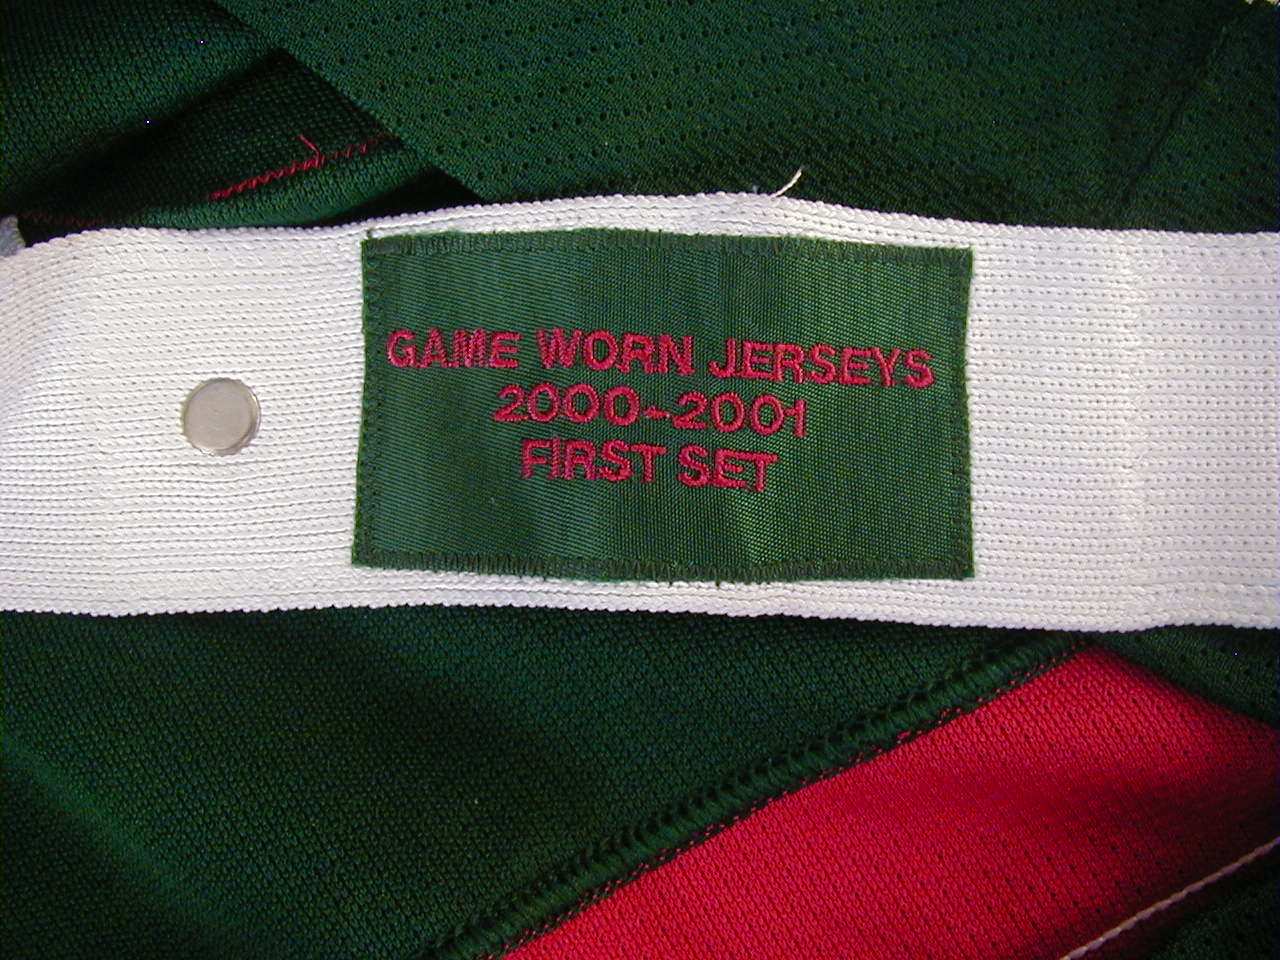 GAME WORN JERSEYS
2000-2001
FIRST SET